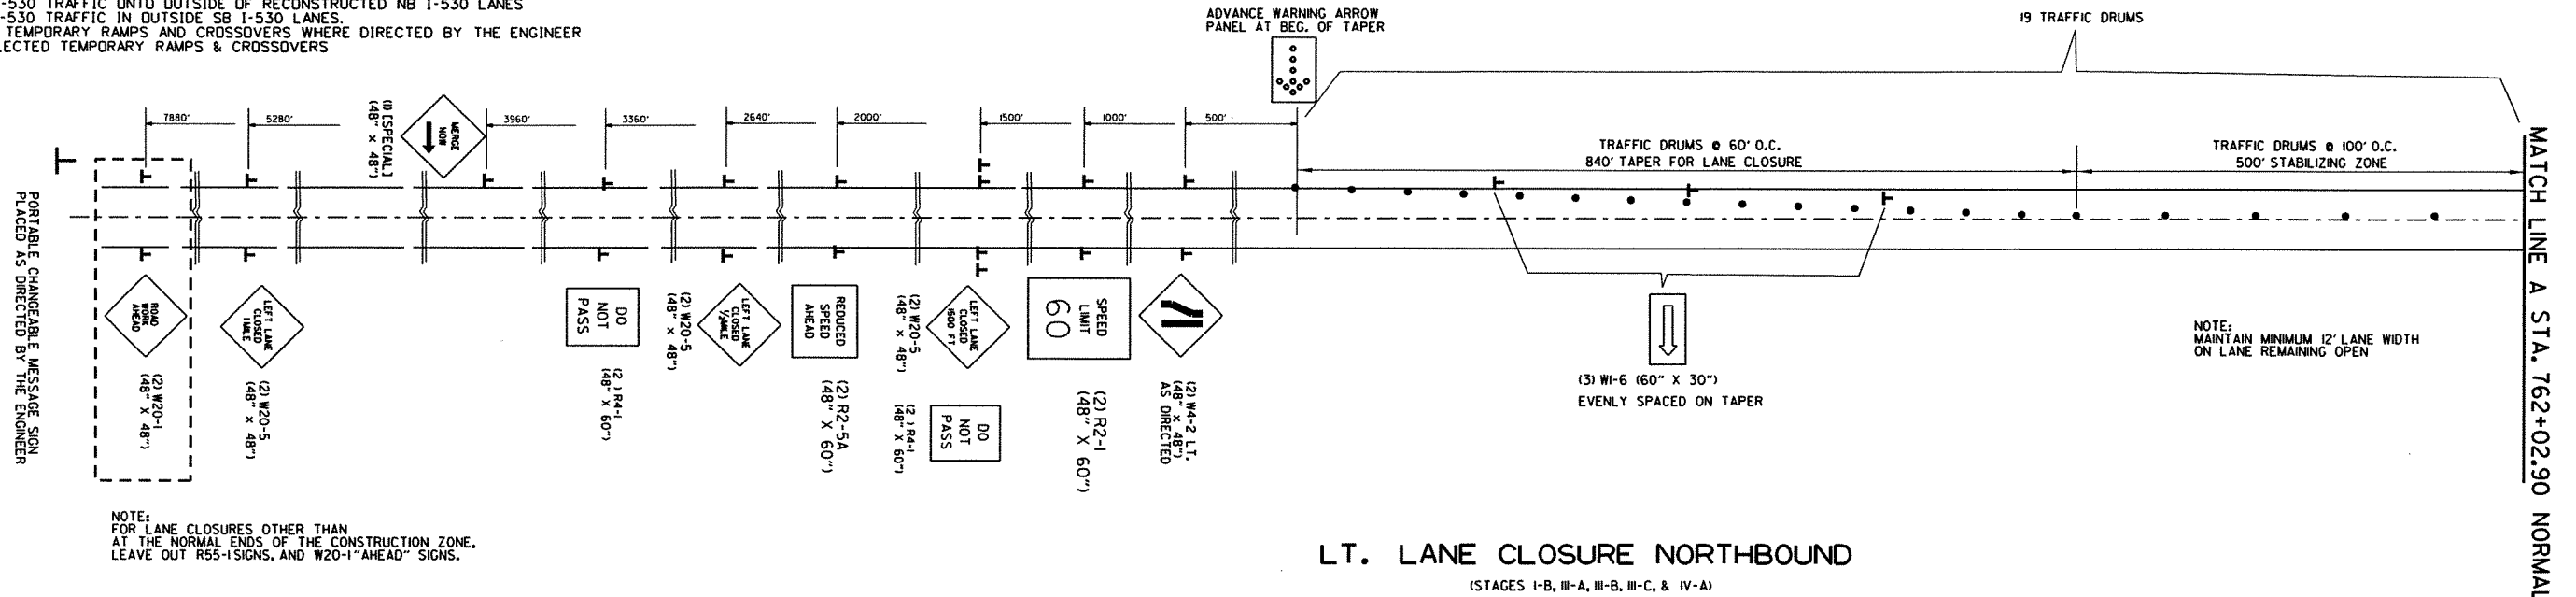 -530 TRAFFIC ONTO OUTSIDE OF RECONSTRUCTED NB I-530 LANES
-530 TRAFFIC IN OUTSIDE SB I-530 LANES.
TEMPORARY RAMPS AND CROSSOVERS WHERE DIRECTED BY THE ENGINEER
LECTED TEMPORARY RAMPS & CROSSOVERS
ADVANCE WARNING ARROW
PANEL AT BEG. OF TAPER
19 TRAFFIC DRUMS
7880'
5280'
(1) [SPECIAL]
(48" X 48")
MERGE
NOW
3960'
3360'
2640'
2000'
1500'
1000'
500'
TRAFFIC DRUMS @ 60' O.C.
840' TAPER FOR LANE CLOSURE
TRAFFIC DRUMS @ 100' O.C.
500' STABILIZING ZONE
MATCH LINE A STA. 762+02.90 NORMAL
PORTABLE CHANGEABLE MESSAGE SIGN
PLACED AS DIRECTED BY THE ENGINEER
ROAD
WORK
AHEAD
(2) W20-1
(48" X 48")
LEFT LANE
CLOSED
1 MILE
(2) W20-5
(48" X 48")
DO
NOT
PASS
(2) R4-1
(48" X 60")
(2) W20-5
(48" X 48")
LEFT LANE
CLOSED
1/2 MILE
REDUCED
SPEED
AHEAD
(2) R2-5A
(48" X 60")
(2) W20-5
(48" X 48")
LEFT LANE
CLOSED
1500 FT
(2) R4-1
(48" X 60")
DO
NOT
PASS
SPEED
LIMIT
60
(2) R2-1
(48" X 60")
(2) W4-2 LT.
(48" X 48")
AS DIRECTED
(3) W1-6 (60" X 30")
EVENLY SPACED ON TAPER
NOTE:
MAINTAIN MINIMUM 12' LANE WIDTH
ON LANE REMAINING OPEN
NOTE:
FOR LANE CLOSURES OTHER THAN
AT THE NORMAL ENDS OF THE CONSTRUCTION ZONE,
LEAVE OUT R55-1 SIGNS, AND W20-1 "AHEAD" SIGNS.
LT. LANE CLOSURE NORTHBOUND
(STAGES I-B, III-A, III-B, III-C, & IV-A)